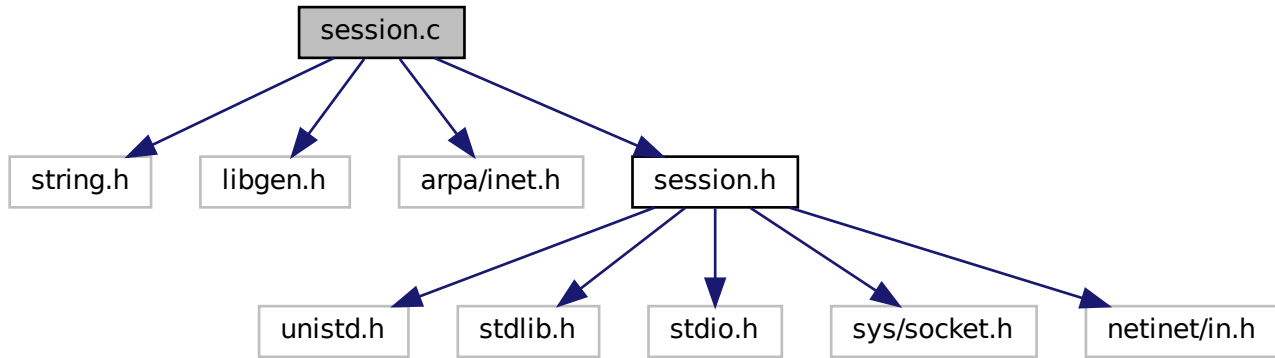 session.c
string.h
libgen.h
arpa/inet.h
session.h
unistd.h
stdlib.h
stdio.h
sys/socket.h
netinet/in.h